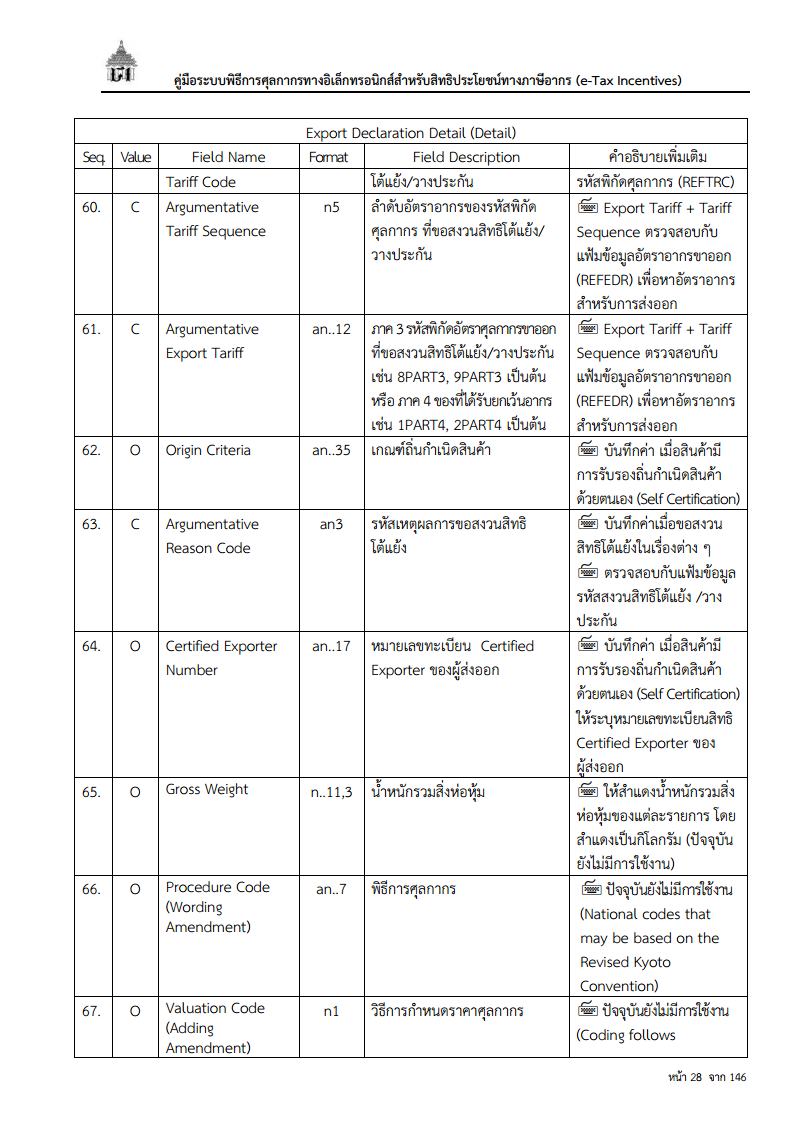 คู่มือระบบพิธีการศุลกากรทางอิเล็กทรอนิกส์สำหรับสิทธิประโยชน์ทางภาษีอากร (e-Tax Incentives)
Export Declaration Detail (Detail)
Seq. Value Field Name Format Field Description คำอธิบายเพิ่มเติม
Tariff Code โต้แย้ง/วางประกัน รหัสพิกัดศุลกากร (REFTRC)
60. C Argumentative n5 ลำดับอัตราอากรของรหัสพิกัด Export Tariff + Tariff
Tariff Sequence ศุลกากร ที่ขอสงวนสิทธิโต้แย้ง/ Sequence ตรวจสอบกับ
วางประกัน แฟ้มข้อมูลอัตราอากรขาออก
(REFEDR) เพื่อหาอัตราอากร
สำหรับการส่งออก
61. C Argumentative an..12 ภาค 3 รหัสพิกัดอัตราศุลกากรขาออก Export Tariff + Tariff
Export Tariff ที่ขอสงวนสิทธิโต้แย้ง/วางประกัน Sequence ตรวจสอบกับ
เช่น 8PART3, 9PART3 เป็นต้น แฟ้มข้อมูลอัตราอากรขาออก
หรือ ภาค 4 ของที่ได้รับยกเว้นอากร (REFEDR) เพื่อหาอัตราอากร
เช่น 1PART4, 2PART4 เป็นต้น สำหรับการส่งออก
62. O Origin Criteria an..35 เกณฑ์ถิ่นกำเนิดสินค้า บันทึกค่า เมื่อสินค้ามี
การรับรองถิ่นกำเนิดสินค้า
ด้วยตนเอง (Self Certification)
63. C Argumentative an3 รหัสเหตุผลการขอสงวนสิทธิ บันทึกค่าเมื่อขอสงวน
Reason Code โต้แย้ง สิทธิโต้แย้งในเรื่องต่าง ๆ
ตรวจสอบกับแฟ้มข้อมูล
รหัสสงวนสิทธิโต้แย้ง /วาง
ประกัน
64. O Certified Exporter an..17 หมายเลขทะเบียน Certified บันทึกค่า เมื่อสินค้ามี
Number Exporter ของผู้ส่งออก การรับรองถิ่นกำเนิดสินค้า
ด้วยตนเอง (Self Certification)
ให้ระบุหมายเลขทะเบียนสิทธิ
Certified Exporter ของ
ผู้ส่งออก
65. O Gross Weight n..11,3 น้ำหนักรวมสิ่งห่อหุ้ม ให้สำแดงน้ำหนักรวมสิ่ง
ห่อหุ้มของแต่ละรายการ โดย
สำแดงเป็นกิโลกรัม (ปัจจุบัน
ยังไม่มีการใช้งาน)
66. O Procedure Code an..7 พิธีการศุลกากร ปัจจุบันยังไม่มีการใช้งาน
(Wording (National codes that
Amendment) may be based on the
Revised Kyoto
Convention)
67. O Valuation Code n1 วิธีการกำหนดราคาศุลกากร ปัจจุบันยังไม่มีการใช้งาน
(Adding (Coding follows
Amendment)
หน้า 28 จาก 146